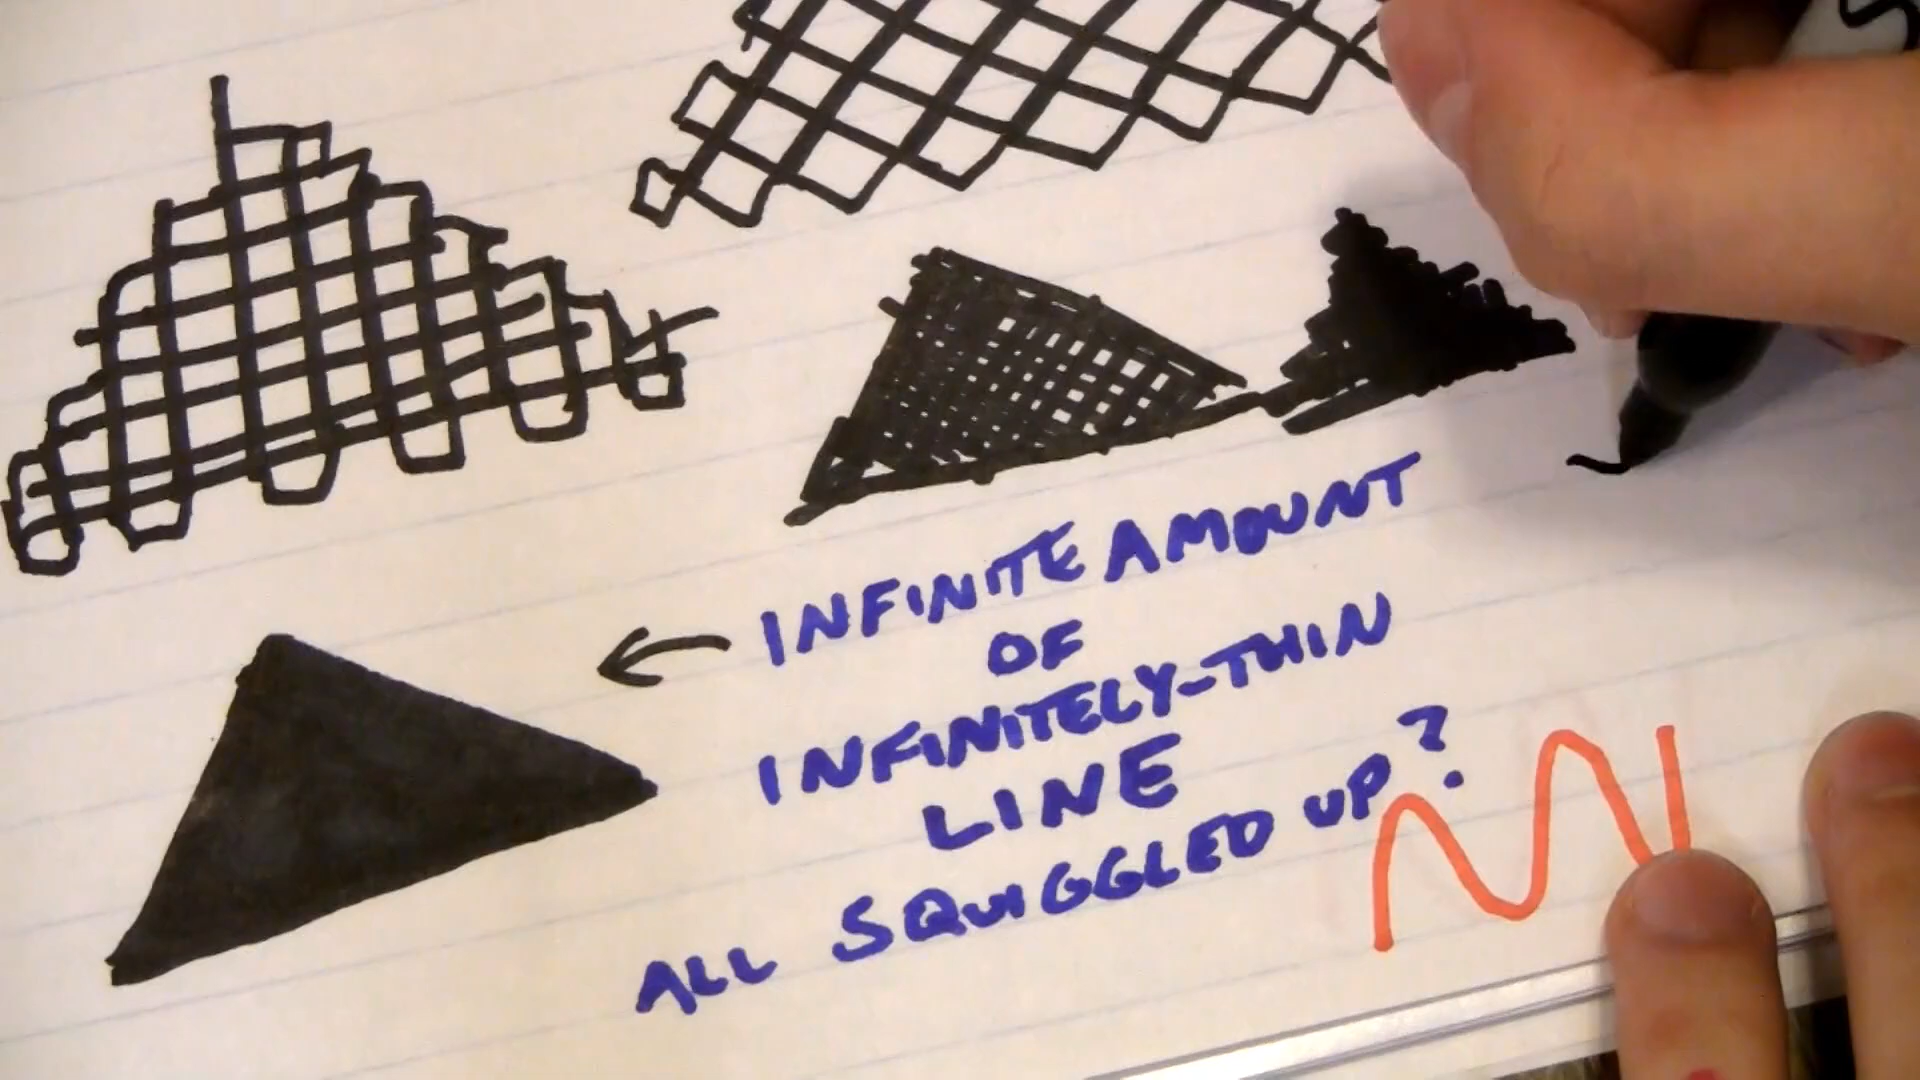 INFINITE AMOUNT
OF
INFINITELY-THIN
LINE
ALL SQUIGGLED UP?